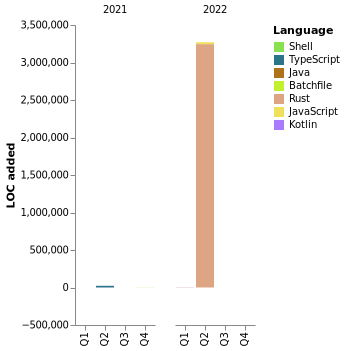 2021 2022
Language
Shell
TypeScript
Java
Batchfile
Rust
JavaScript
Kotlin
LOC added
3,500,000
3,000,000
2,500,000
2,000,000
1,500,000
1,000,000
500,000
0
−500,000
Q1 Q2 Q3 Q4 Q1 Q2 Q3 Q4